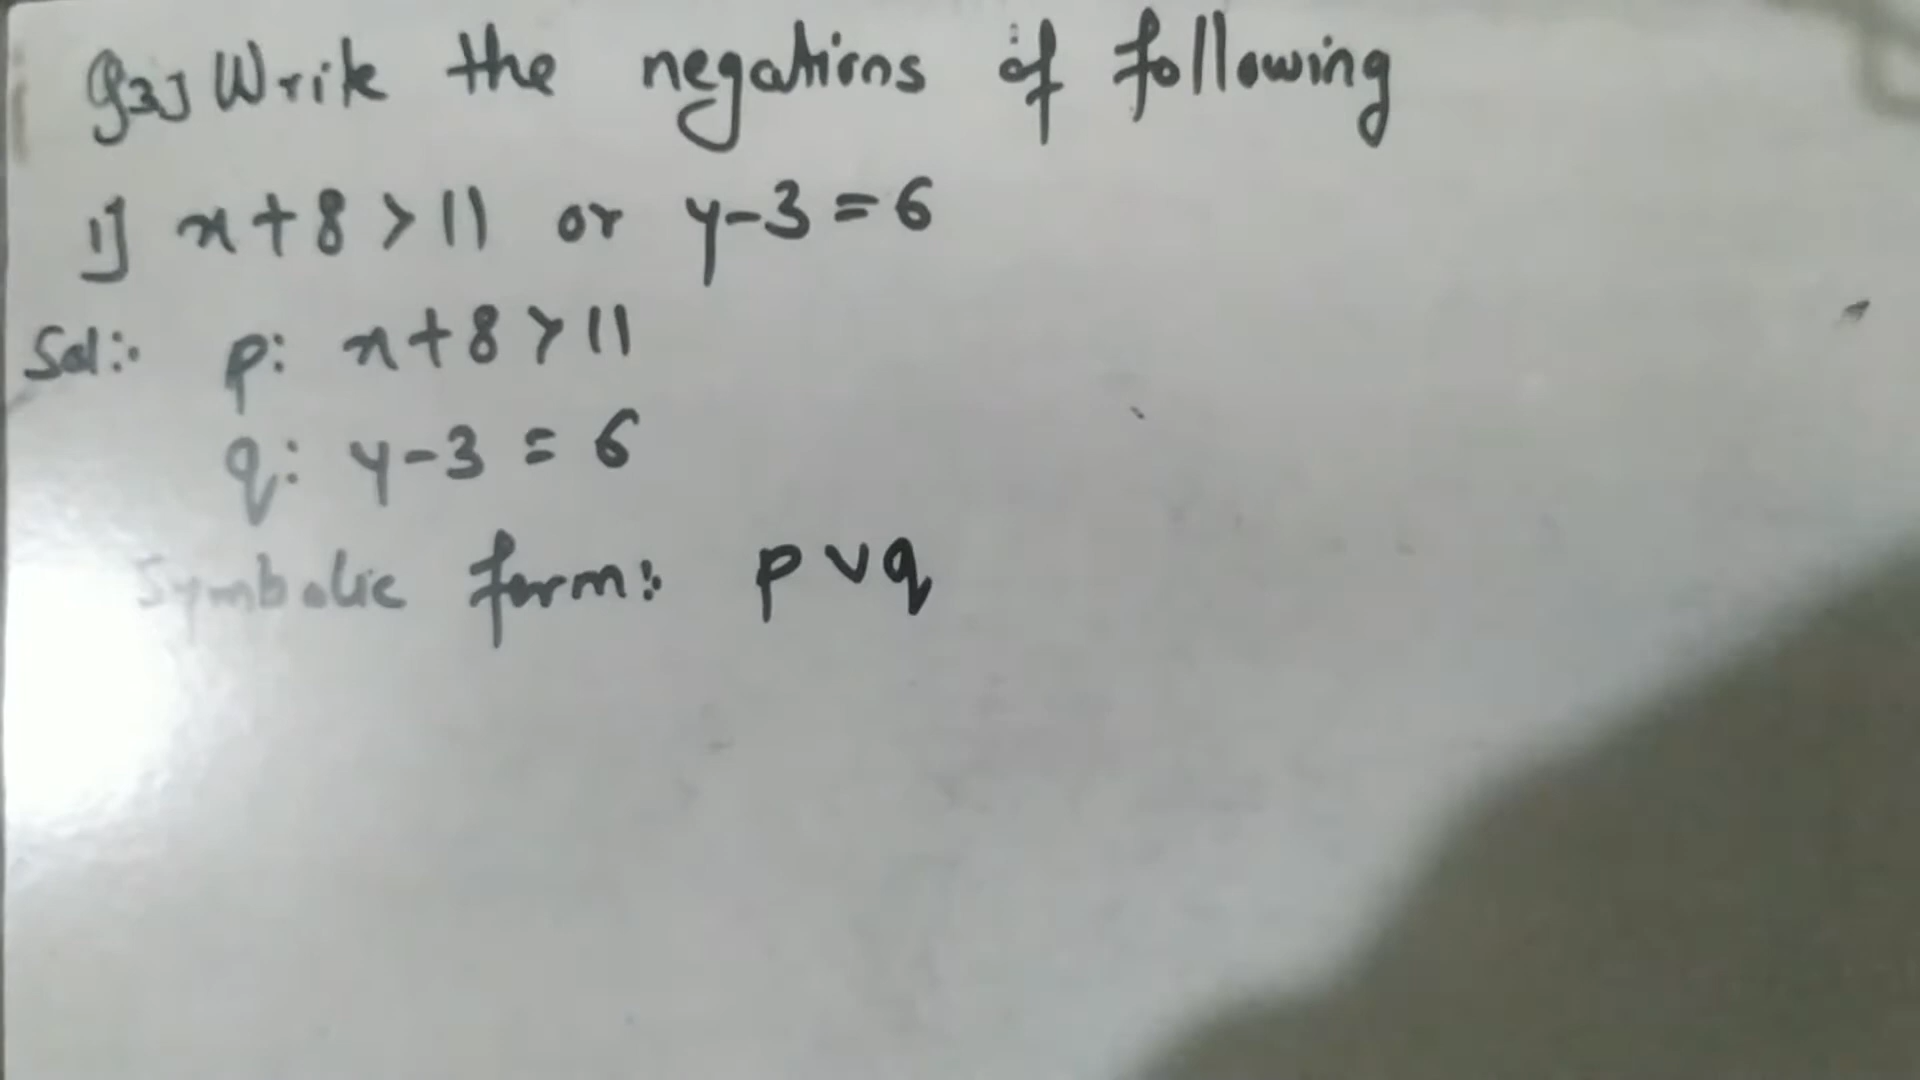 Q3] Write the negations of following
1] x+8>11 or y-3=6
Sol:- p: x+8>11
q: y-3=6
Symbolic form:- p∨q